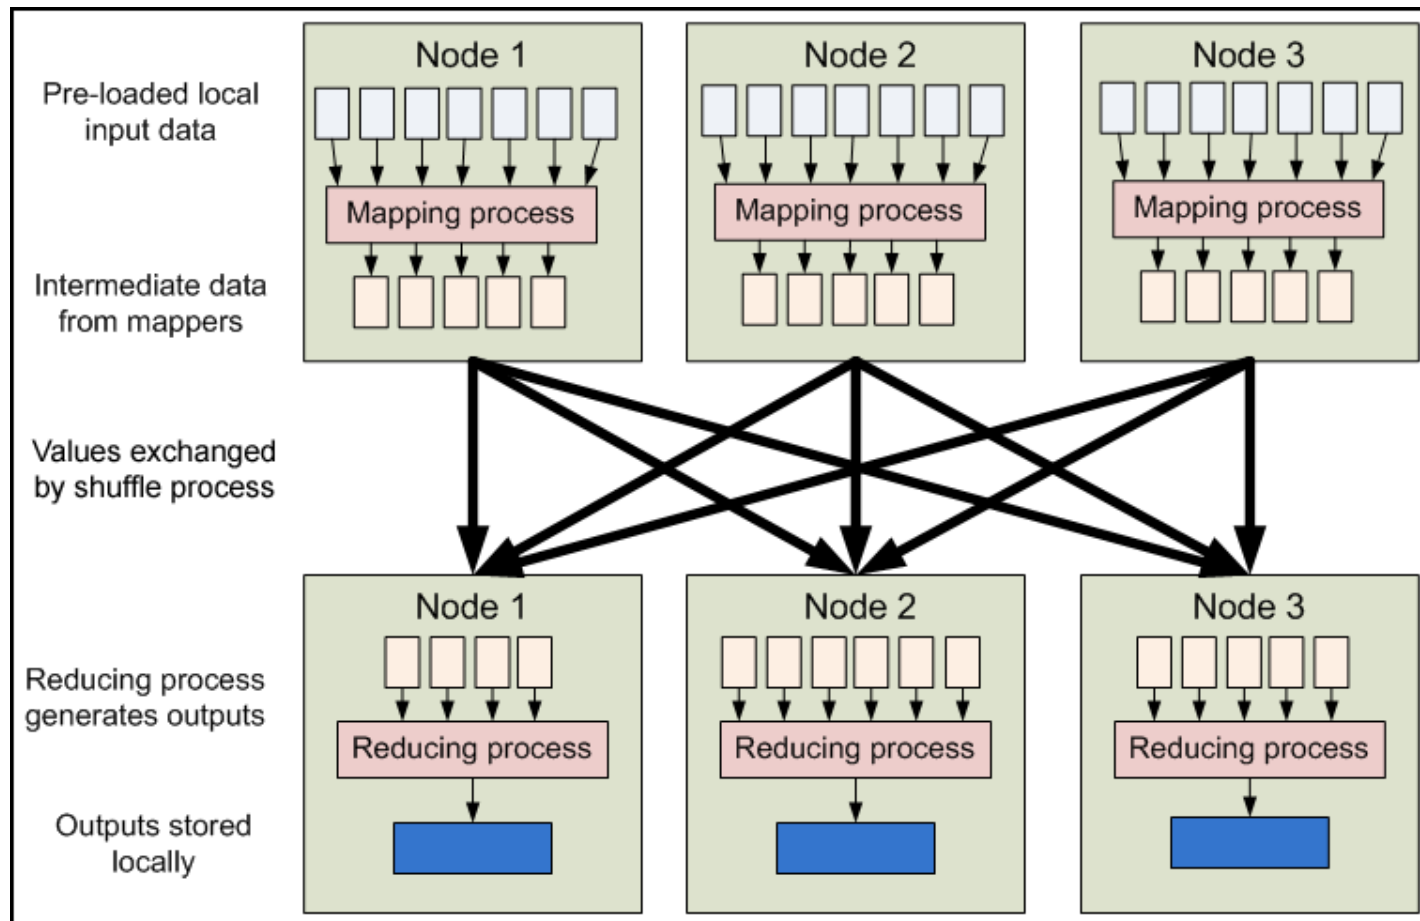 Node 1
Node 2
Node 3
Pre-loaded local
input data
Mapping process
Mapping process
Mapping process
Intermediate data
from mappers
Values exchanged
by shuffle process
Node 1
Node 2
Node 3
Reducing process
generates outputs
Reducing process
Reducing process
Reducing process
Outputs stored
locally